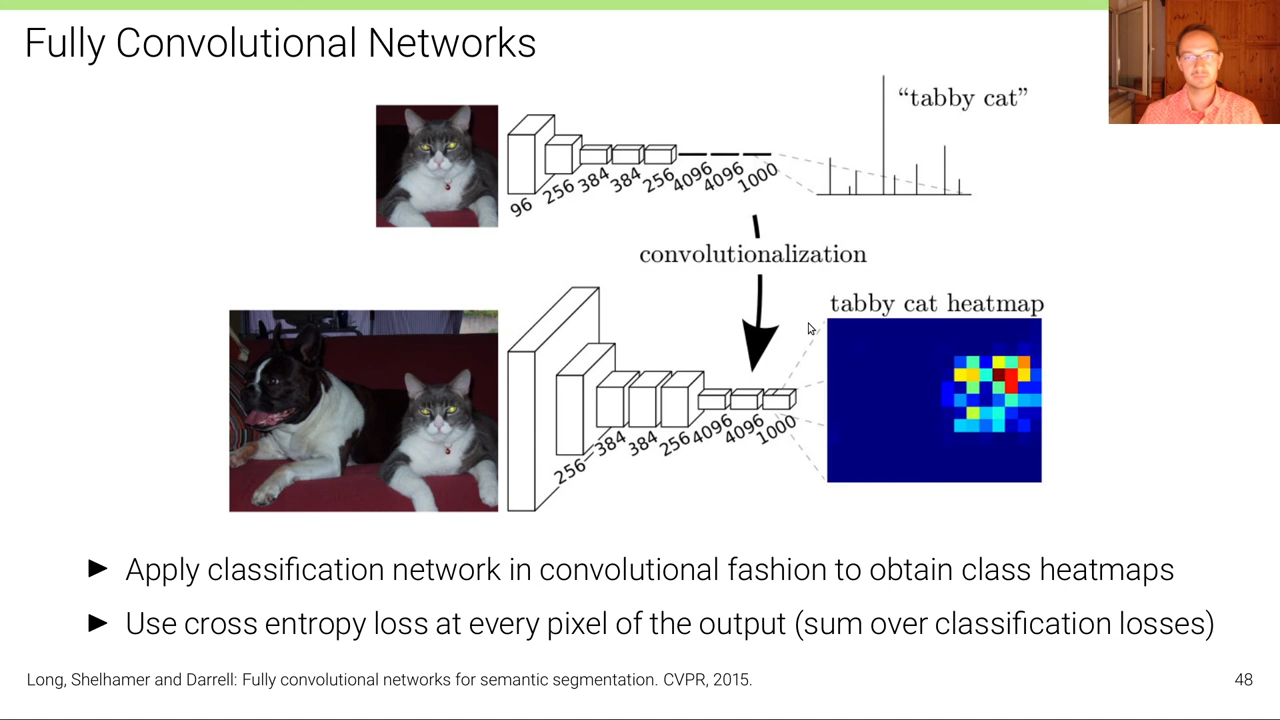 Fully Convolutional Networks
"tabby cat"
96 256 384 384 256 4096 4096 1000
convolutionalization
tabby cat heatmap
256 384 384 256 4096 4096 1000
► Apply classification network in convolutional fashion to obtain class heatmaps
► Use cross entropy loss at every pixel of the output (sum over classification losses)
Long, Shelhamer and Darrell: Fully convolutional networks for semantic segmentation. CVPR, 2015.
48